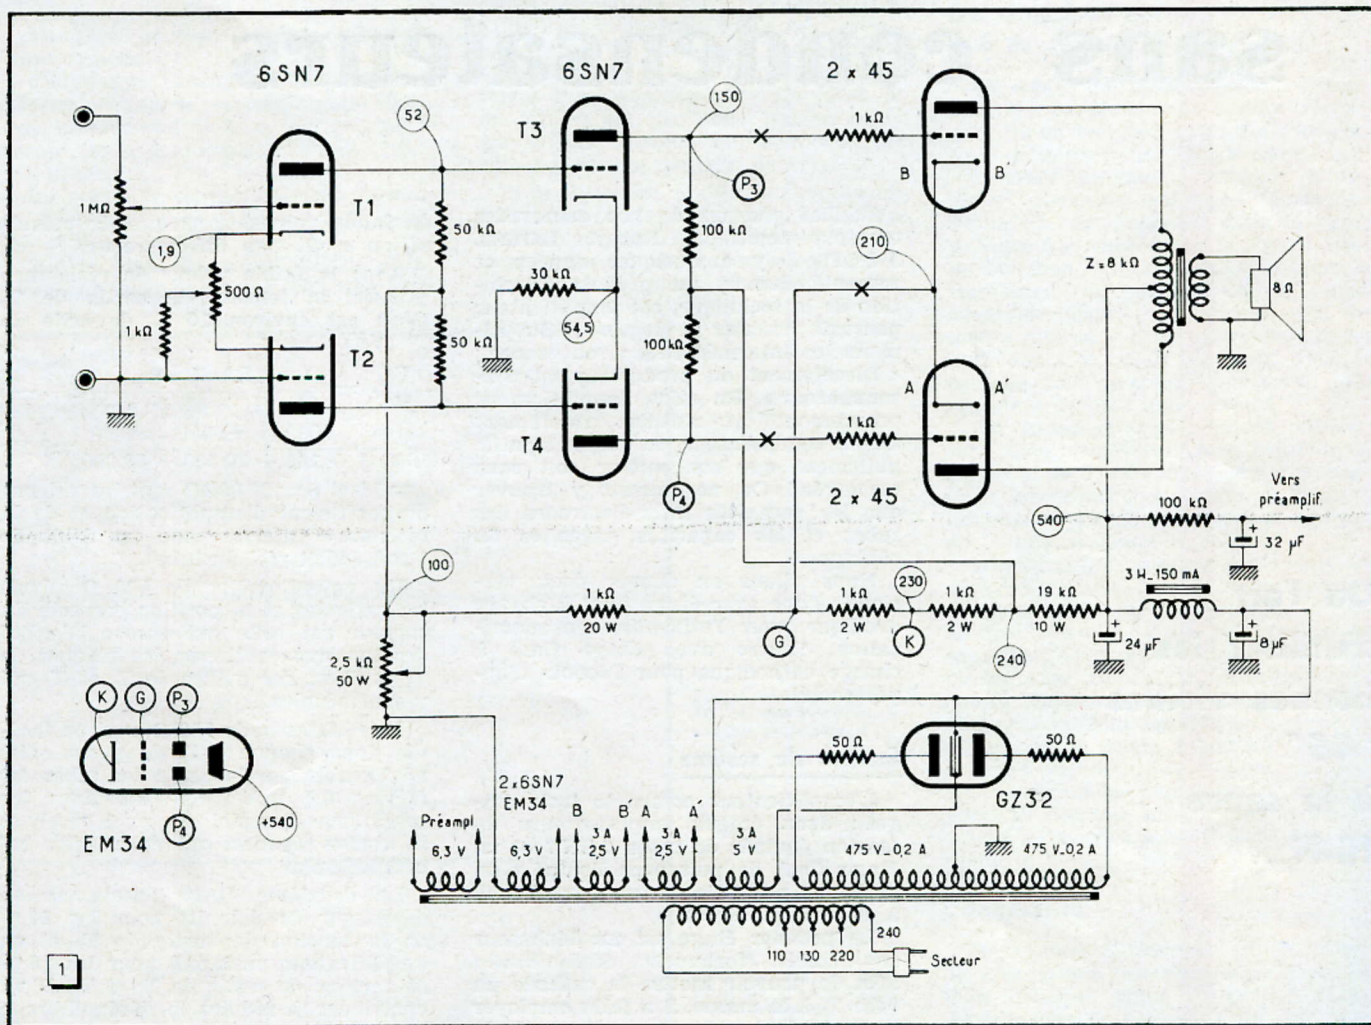 6SN7
6SN7
2 x 45
T3
150
1 kΩ
52
P3
B
B'
1 MΩ
T1
1,9
50 kΩ
100 kΩ
210
Z = 8 kΩ
30 kΩ
500 Ω
8 Ω
1 kΩ
54,5
T2
50 kΩ
100 kΩ
A
A'
1 kΩ
T4
P4
2 x 45
Vers
préamplif.
540
100 kΩ
32 µF
100
230
3 W_150 mA
1 kΩ
20 W
1 kΩ
2 W
1 kΩ
2 W
19 kΩ
10 W
G
K
24 µF
8 µF
240
2,5 kΩ
50 W
K
G
P3
P4
+540
EM34
50 Ω
50 Ω
GZ32
2 x 6SN7
EM34
Préampl
6,3 V
6,3 V
B
B'
3 A
2,5 V
A
A'
3 A
2,5 V
3 A
5 V
475 V_0,2 A
475 V_0,2 A
240
110
130
220
Secteur
1